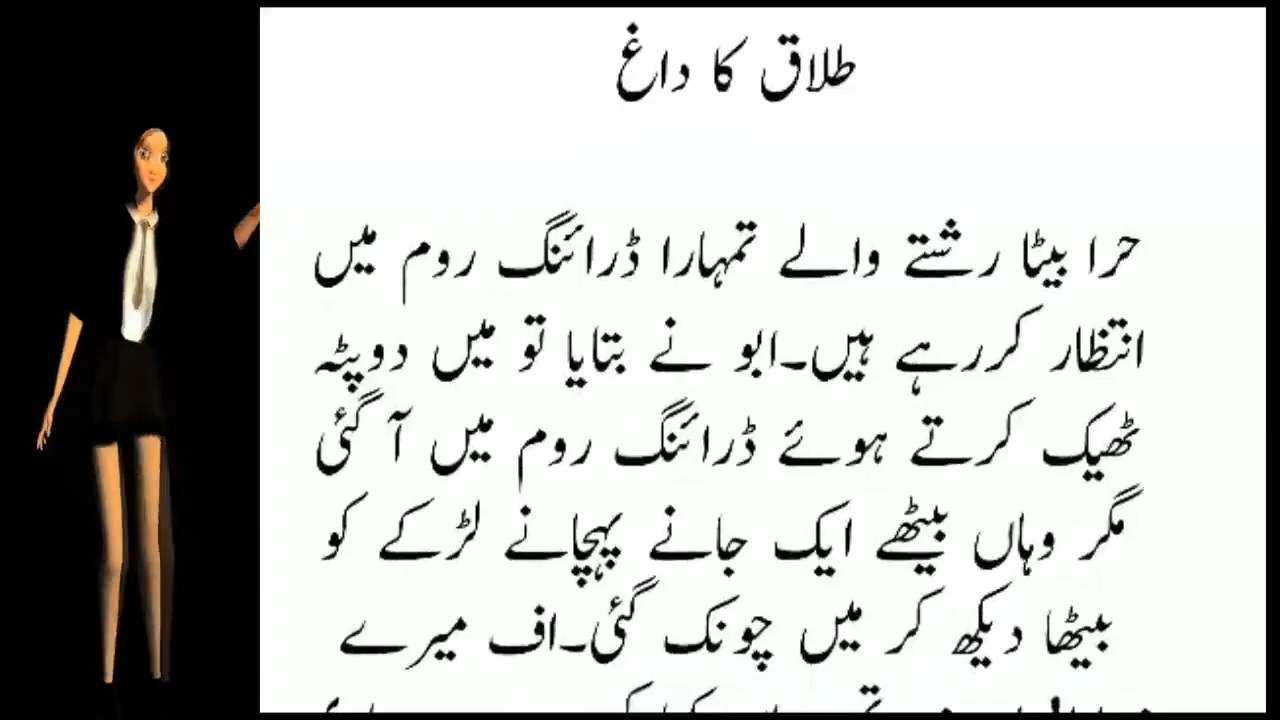 طلاق کا داغ
حرا بیٹا رشتے والے تمہارا ڈرائنگ روم میں
انتظار کررہے ہیں۔ابو نے بتایا تو میں دوپٹہ
ٹھیک کرتے ہوئے ڈرائنگ روم میں آ گئی
مگر وہاں بیٹھے ایک جانے پہچانے لڑکے کو
بیٹھا دیکھ کر میں چونک گئی۔اف میرے